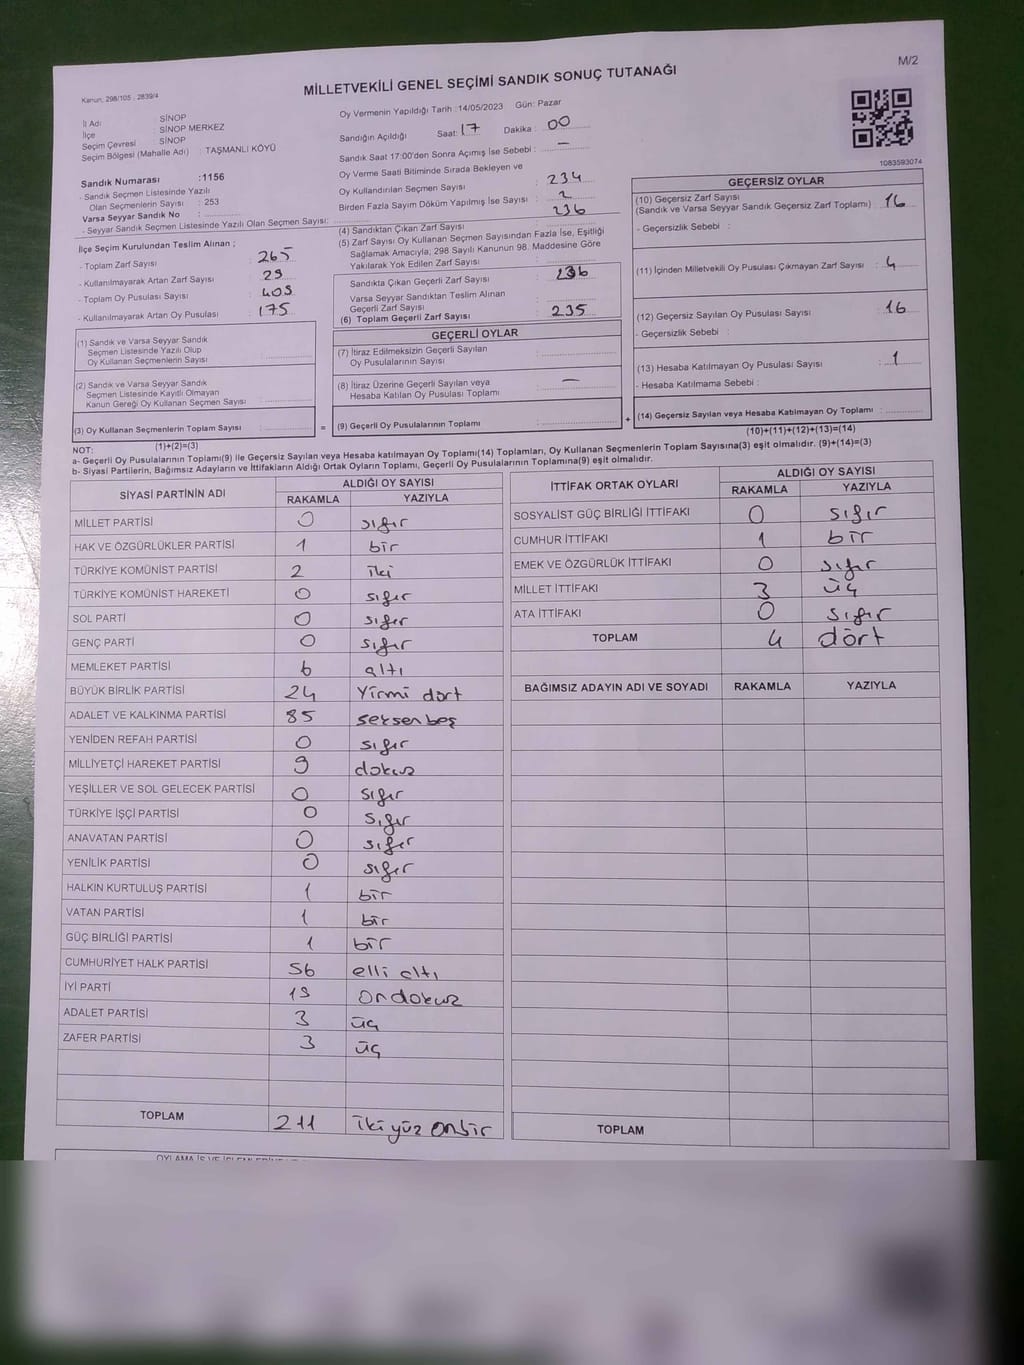 M/2
Kanun, 298/105 , 2839/4
MİLLETVEKİLİ GENEL SEÇİMİ SANDIK SONUÇ TUTANAĞI
İl Adı : SİNOP
İlçe : SİNOP MERKEZ
Seçim Çevresi : SİNOP
Seçim Bölgesi (Mahalle Adı) : TAŞMANLI KÖYÜ
Sandık Numarası :1156
- Sandık Seçmen Listesinde Yazılı
Olan Seçmenlerin Sayısı : 253
Varsa Seyyar Sandık No :
- Seyyar Sandık Seçmen Listesinde Yazılı Olan Seçmen Sayısı:
İlçe Seçim Kurulundan Teslim Alınan ;
- Toplam Zarf Sayısı : 265
- Kullanılmayarak Artan Zarf Sayısı : 29
- Toplam Oy Pusulası Sayısı : 409
- Kullanılmayarak Artan Oy Pusulası : 175
(1) Sandık ve Varsa Seyyar Sandık
Seçmen Listesinde Yazılı Olup
Oy Kullanan Seçmenlerin Sayısı :
(2) Sandık ve Varsa Seyyar Sandık
Seçmen Listesinde Kayıtlı Olmayan
Kanun Gereği Oy Kullanan Seçmen Sayısı :
(3) Oy Kullanan Seçmenlerin Toplam Sayısı :
Oy Vermenin Yapıldığı Tarih :14/05/2023 Gün: Pazar
Sandığın Açıldığı Saat: 17 Dakika : 00
Sandık Saat 17:00'den Sonra Açımış İse Sebebi : —
Oy Verme Saati Bitiminde Sırada Bekleyen ve
Oy Kullandırılan Seçmen Sayısı : 234
Birden Fazla Sayım Döküm Yapılmış İse Sayısı : 2
(4) Sandıktan Çıkan Zarf Sayısı : 236
(5) Zarf Sayısı Oy Kullanan Seçmen Sayısından Fazla İse, Eşitliği
Sağlamak Amacıyla; 298 Sayılı Kanunun 98. Maddesine Göre
Yakılarak Yok Edilen Zarf Sayısı :
Sandıkta Çıkan Geçerli Zarf Sayısı : 236
Varsa Seyyar Sandıktan Teslim Alınan
Geçerli Zarf Sayısı :
(6) Toplam Geçerli Zarf Sayısı : 235
GEÇERLİ OYLAR
(7) İtiraz Edilmeksizin Geçerli Sayılan
Oy Pusulalarının Sayısı :
(8) İtiraz Üzerine Geçerli Sayılan veya
Hesaba Katılan Oy Pusulası Toplamı : —
= (9) Geçerli Oy Pusulalarının Toplamı : +
1083593074
GEÇERSİZ OYLAR
(10) Geçersiz Zarf Sayısı
(Sandık ve Varsa Seyyar Sandık Geçersiz Zarf Toplamı) : 16
- Geçersizlik Sebebi :
(11) İçinden Milletvekili Oy Pusulası Çıkmayan Zarf Sayısı : 4
(12) Geçersiz Sayılan Oy Pusulası Sayısı : 16
- Geçersizlik Sebebi :
(13) Hesaba Katılmayan Oy Pusulası Sayısı : 1
- Hesaba Katılmama Sebebi :
(14) Geçersiz Sayılan veya Hesaba Katılmayan Oy Toplamı :
NOT: (1)+(2)=(3) (10)+(11)+(12)+(13)=(14)
a- Geçerli Oy Pusulaları Toplamı(9) ile Geçersiz Sayılan veya Hesaba katılmayan Oy Toplamı(14) Toplamları, Oy Kullanan Seçmenlerin Toplam Sayısına(3) eşit olmalıdır. (9)+(14)=(3)
b- Siyasi Partilerin, Bağımsız Adayların ve İttifakların Aldığı Ortak Oyların Toplamı, Geçerli Oy Pusulalarının Toplamına(9) eşit olmalıdır.
SİYASİ PARTİNİN ADI ALDIĞI OY SAYISI
RAKAMLA YAZIYLA
MİLLET PARTİSİ 0 sıfır
HAK VE ÖZGÜRLÜKLER PARTİSİ 1 bir
TÜRKİYE KOMÜNİST PARTİSİ 2 iki
TÜRKİYE KOMÜNİST HAREKETİ 0 sıfır
SOL PARTİ 0 sıfır
GENÇ PARTİ 0 sıfır
MEMLEKET PARTİSİ 6 altı
BÜYÜK BİRLİK PARTİSİ 24 Yirmi dört
ADALET VE KALKINMA PARTİSİ 85 seksen beş
YENİDEN REFAH PARTİSİ 0 sıfır
MİLLİYETÇİ HAREKET PARTİSİ 9 dokuz
YEŞİLLER VE SOL GELECEK PARTİSİ 0 sıfır
TÜRKİYE İŞÇİ PARTİSİ 0 sıfır
ANAVATAN PARTİSİ 0 sıfır
YENİLİK PARTİSİ 0 sıfır
HALKIN KURTULUŞ PARTİSİ 1 bir
VATAN PARTİSİ 1 bir
GÜÇ BİRLİĞİ PARTİSİ 1 bir
CUMHURİYET HALK PARTİSİ 56 elli altı
İYİ PARTİ 19 on dokuz
ADALET PARTİSİ 3 üç
ZAFER PARTİSİ 3 üç
TOPLAM 211 iki yüz onbir
İTTİFAK ORTAK OYLARI ALDIĞI OY SAYISI
RAKAMLA YAZIYLA
SOSYALİST GÜÇ BİRLİĞİ İTTİFAKI 0 sıfır
CUMHUR İTTİFAKI 1 bir
EMEK VE ÖZGÜRLÜK İTTİFAKI 0 sıfır
MİLLET İTTİFAKI 3 üç
ATA İTTİFAKI 0 sıfır
TOPLAM 4 dört
BAĞIMSIZ ADAYIN ADI VE SOYADI RAKAMLA YAZIYLA
TOPLAM